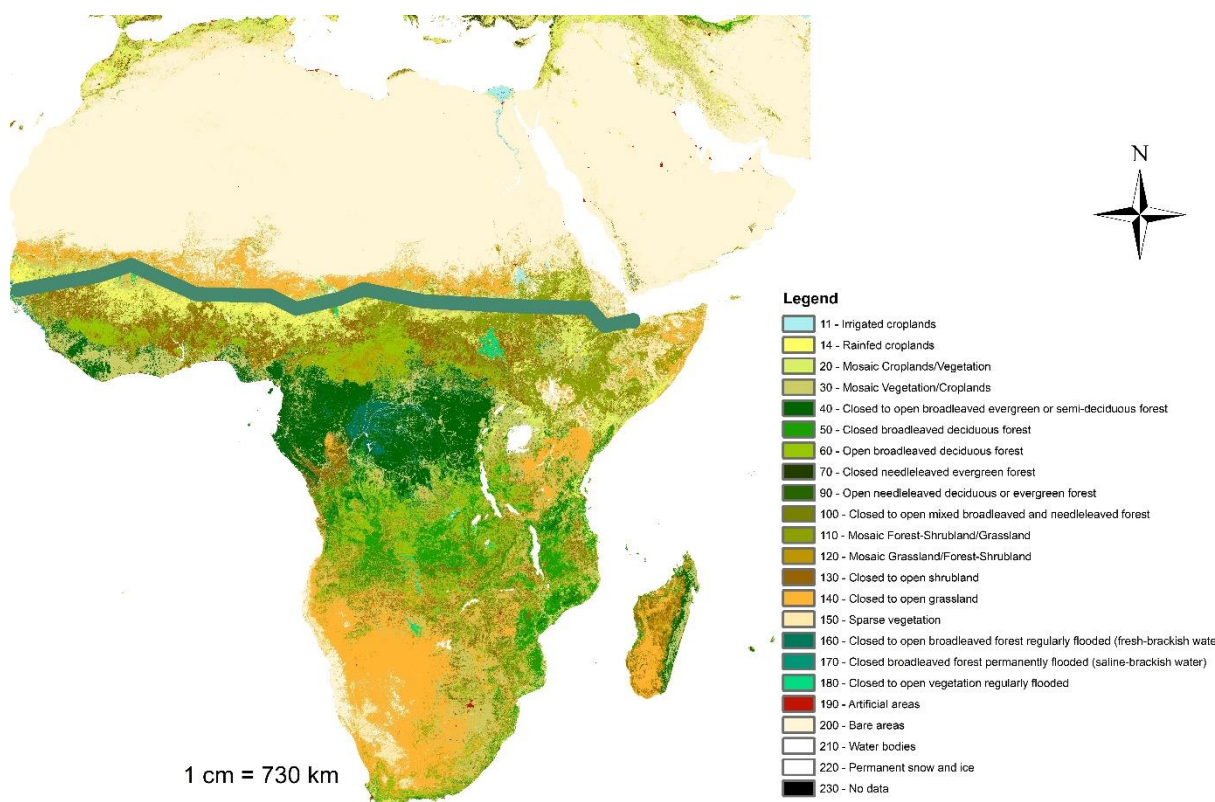 N
Legend
11 - Irrigated croplands
14 - Rainfed croplands
20 - Mosaic Croplands/Vegetation
30 - Mosaic Vegetation/Croplands
40 - Closed to open broadleaved evergreen or semi-deciduous forest
50 - Closed broadleaved deciduous forest
60 - Open broadleaved deciduous forest
70 - Closed needleleaved evergreen forest
90 - Open needleleaved deciduous or evergreen forest
100 - Closed to open mixed broadleaved and needleleaved forest
110 - Mosaic Forest-Shrubland/Grassland
120 - Mosaic Grassland/Forest-Shrubland
130 - Closed to open shrubland
140 - Closed to open grassland
150 - Sparse vegetation
160 - Closed to open broadleaved forest regularly flooded (fresh-brackish wate
170 - Closed broadleaved forest permanently flooded (saline-brackish water)
180 - Closed to open vegetation regularly flooded
190 - Artificial areas
200 - Bare areas
210 - Water bodies
220 - Permanent snow and ice
230 - No data
1 cm = 730 km